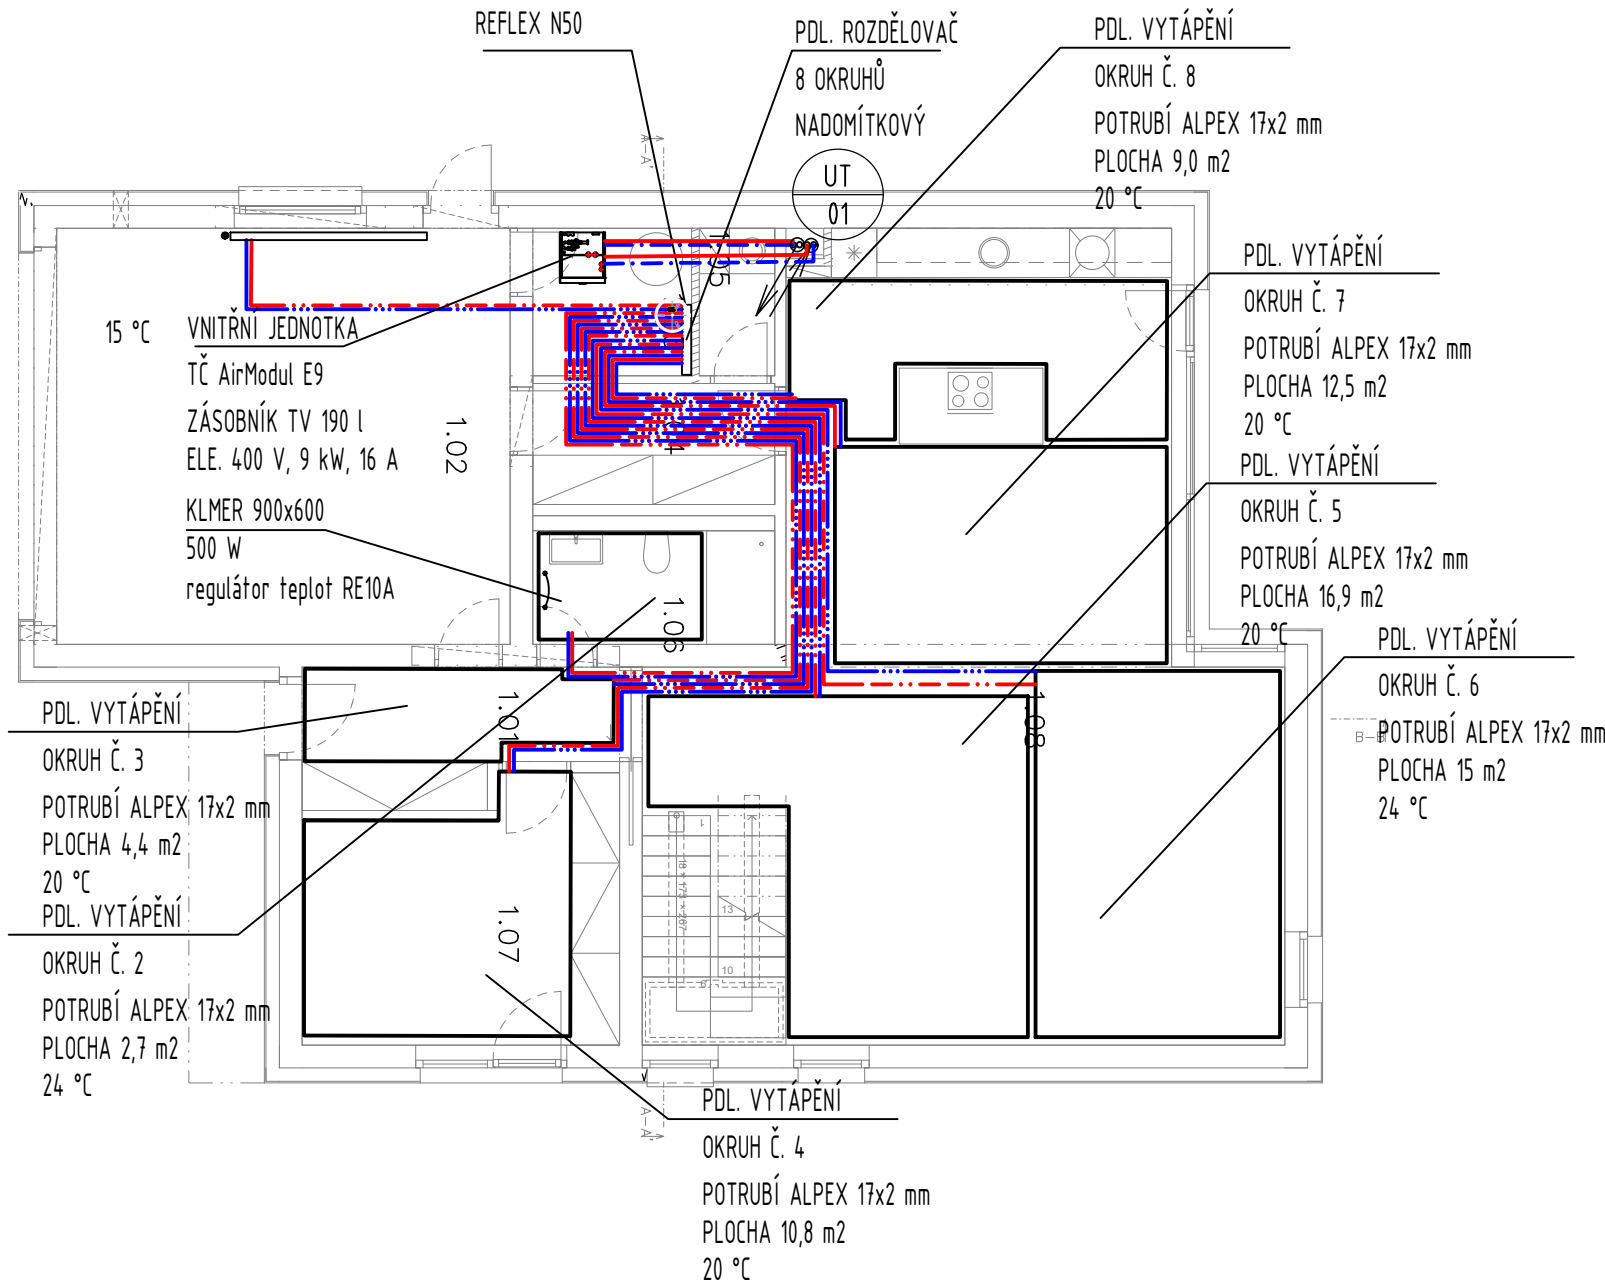 REFLEX N50
PDL. ROZDĚLOVAČ
8 OKRUHŮ
NADOMÍTKOVÝ
UT
01
PDL. VYTÁPĚNÍ
OKRUH Č. 8
POTRUBÍ ALPEX 17x2 mm
PLOCHA 9,0 m2
20 °C
PDL. VYTÁPĚNÍ
OKRUH Č. 7
POTRUBÍ ALPEX 17x2 mm
PLOCHA 12,5 m2
20 °C
PDL. VYTÁPĚNÍ
OKRUH Č. 5
POTRUBÍ ALPEX 17x2 mm
PLOCHA 16,9 m2
20 °C
PDL. VYTÁPĚNÍ
OKRUH Č. 6
POTRUBÍ ALPEX 17x2 mm
PLOCHA 15 m2
24 °C
15 °C
VNITŘNÍ JEDNOTKA
TČ AirModul E9
ZÁSOBNÍK TV 190 l
ELE. 400 V, 9 kW, 16 A
KLMER 900x600
500 W
regulátor teplot RE10A
1.02
1.06
1.01
1.08
1.07
PDL. VYTÁPĚNÍ
OKRUH Č. 3
POTRUBÍ ALPEX 17x2 mm
PLOCHA 4,4 m2
20 °C
PDL. VYTÁPĚNÍ
OKRUH Č. 2
POTRUBÍ ALPEX 17x2 mm
PLOCHA 2,7 m2
24 °C
1
13
10
A-A'
A-A'
PDL. VYTÁPĚNÍ
OKRUH Č. 4
POTRUBÍ ALPEX 17x2 mm
PLOCHA 10,8 m2
20 °C